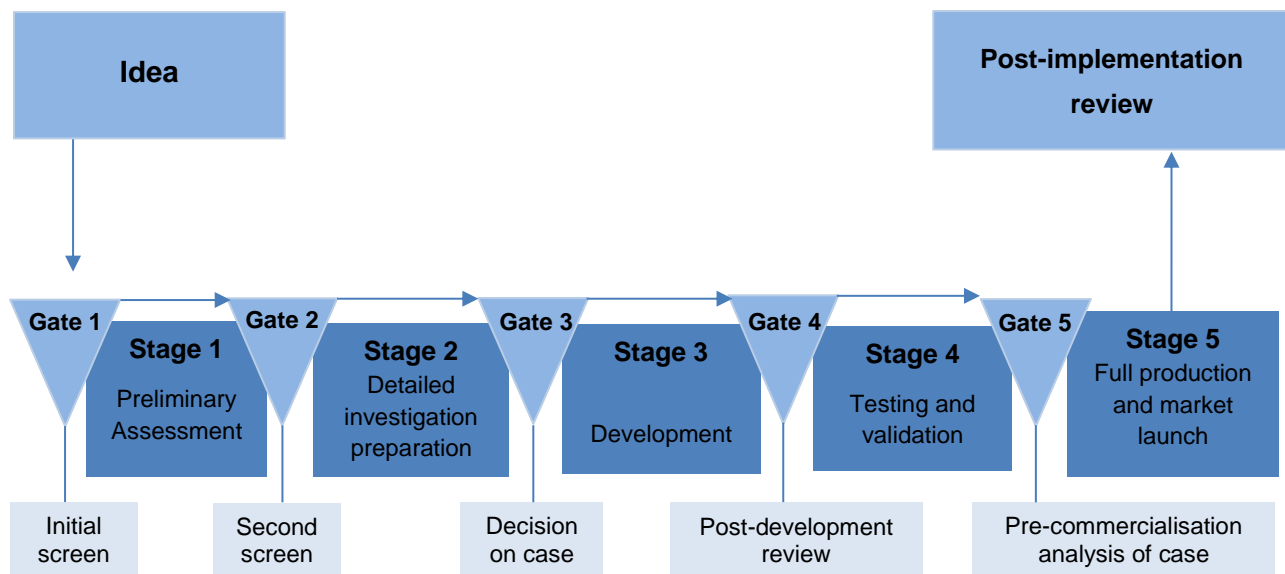 Idea
Post-implementation
review
Gate 1
Stage 1
Preliminary
Assessment
Initial
screen
Gate 2
Stage 2
Detailed
investigation
preparation
Second
screen
Gate 3
Stage 3
Development
Decision
on case
Gate 4
Stage 4
Testing and
validation
Post-development
review
Gate 5
Stage 5
Full production
and market
launch
Pre-commercialisation
analysis of case